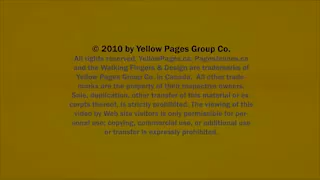 © 2010 by Yellow Pages Group Co.
All rights reserved. YellowPages.ca, PagesJaunes.ca
and the Walking Fingers & Design are trademarks of
Yellow Pages Group Co. in Canada. All other trade
marks are the property of their respective owners.
Sale, duplication, other transfer of this material or ex
cerpts thereof, is strictly prohibited. The viewing of this
video by Web site visitors is only permissible for per
sonal use; copying, commercial use, or additional use
or transfer is expressly prohibited.